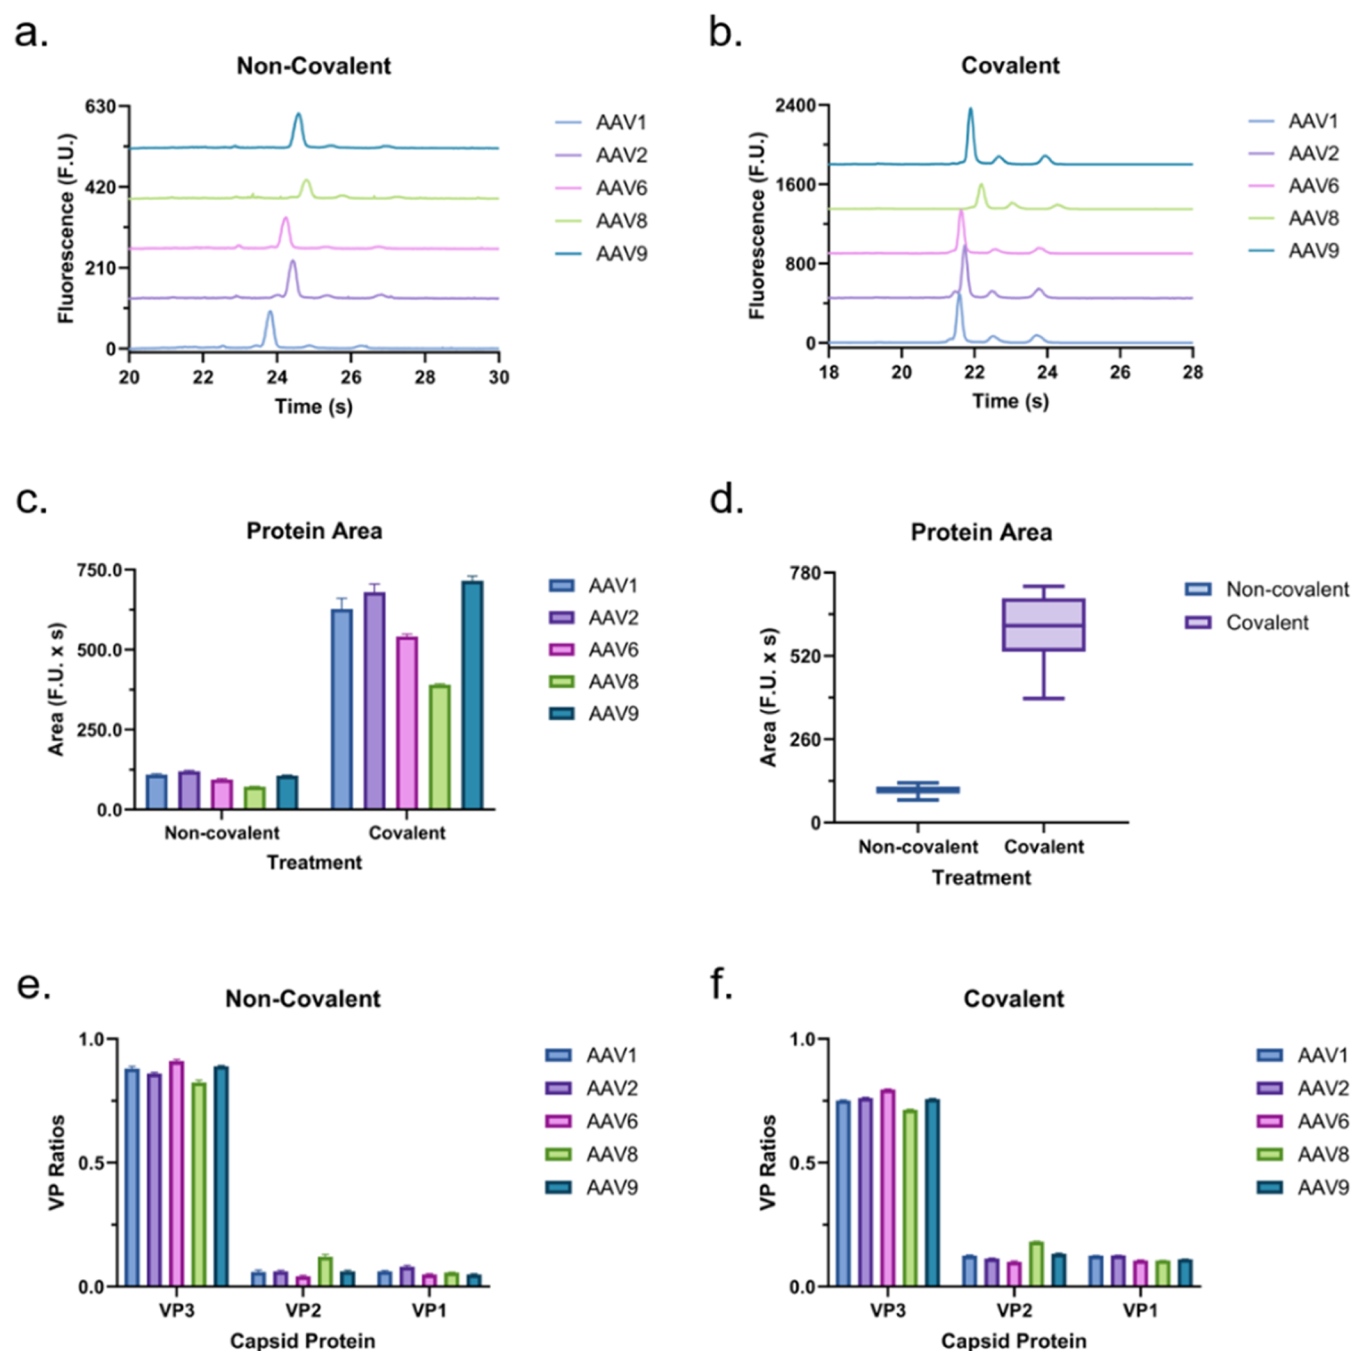 a.
Non-Covalent
Fluorescence (F.U.)
630
420
210
0
20 22 24 26 28 30
Time (s)
AAV1
AAV2
AAV6
AAV8
AAV9
b.
Covalent
Fluorescence (F.U.)
2400
1600
800
0
18 20 22 24 26 28
Time (s)
AAV1
AAV2
AAV6
AAV8
AAV9
c.
Protein Area
Area (F.U. x s)
750.0
500.0
250.0
0.0
Non-covalent Covalent
Treatment
AAV1
AAV2
AAV6
AAV8
AAV9
d.
Protein Area
Area (F.U. x s)
780
520
260
0
Non-covalent Covalent
Treatment
Non-covalent
Covalent
e.
Non-Covalent
VP Ratios
1.0
0.5
0.0
VP3 VP2 VP1
Capsid Protein
AAV1
AAV2
AAV6
AAV8
AAV9
f.
Covalent
VP Ratios
1.0
0.5
0.0
VP3 VP2 VP1
Capsid Protein
AAV1
AAV2
AAV6
AAV8
AAV9